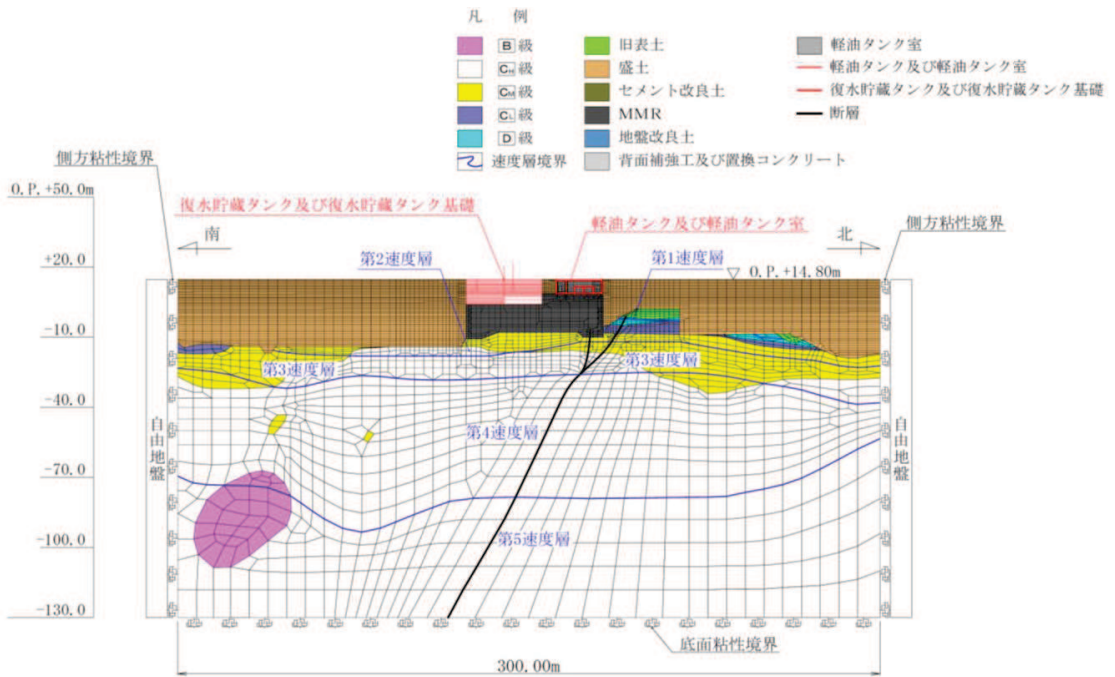 凡 例
B 級
CH 級
CM 級
CL 級
D 級
速度層境界
旧表土
盛土
セメント改良土
MMR
地盤改良土
背面補強工及び置換コンクリート
軽油タンク室
軽油タンク及び軽油タンク室
復水貯蔵タンク及び復水貯蔵タンク基礎
断層
側方粘性境界
復水貯蔵タンク及び復水貯蔵タンク基礎
軽油タンク及び軽油タンク室
側方粘性境界
O.P.+50.0m
南
北
第2速度層
第1速度層
+20.0
O.P.+14.80m
-10.0
第3速度層
第3速度層
-40.0
自由地盤
第4速度層
自由地盤
-70.0
第5速度層
-100.0
-130.0
底面粘性境界
300.00m